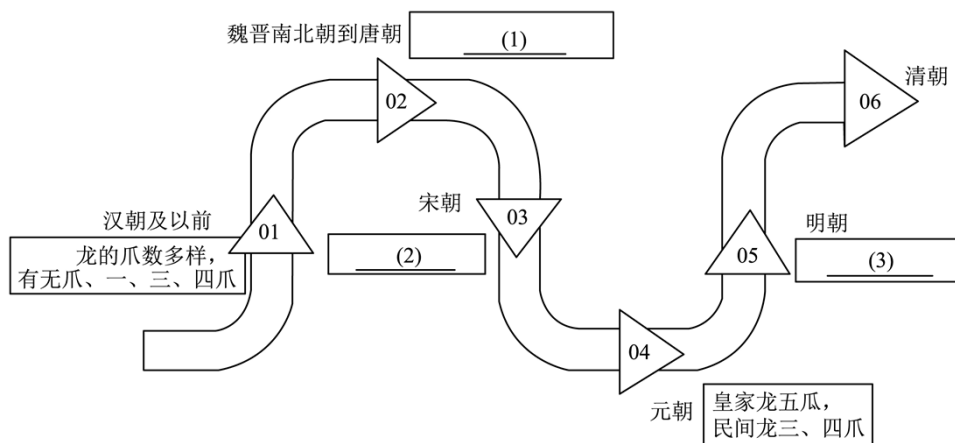 魏晋南北朝到唐朝
(1)
02
06
清朝
汉朝及以前
01
龙的爪数多样，
有无爪、一、三、四爪
宋朝
03
(2)
明朝
05
(3)
04
元朝
皇家龙五瓜，
民间龙三、四爪